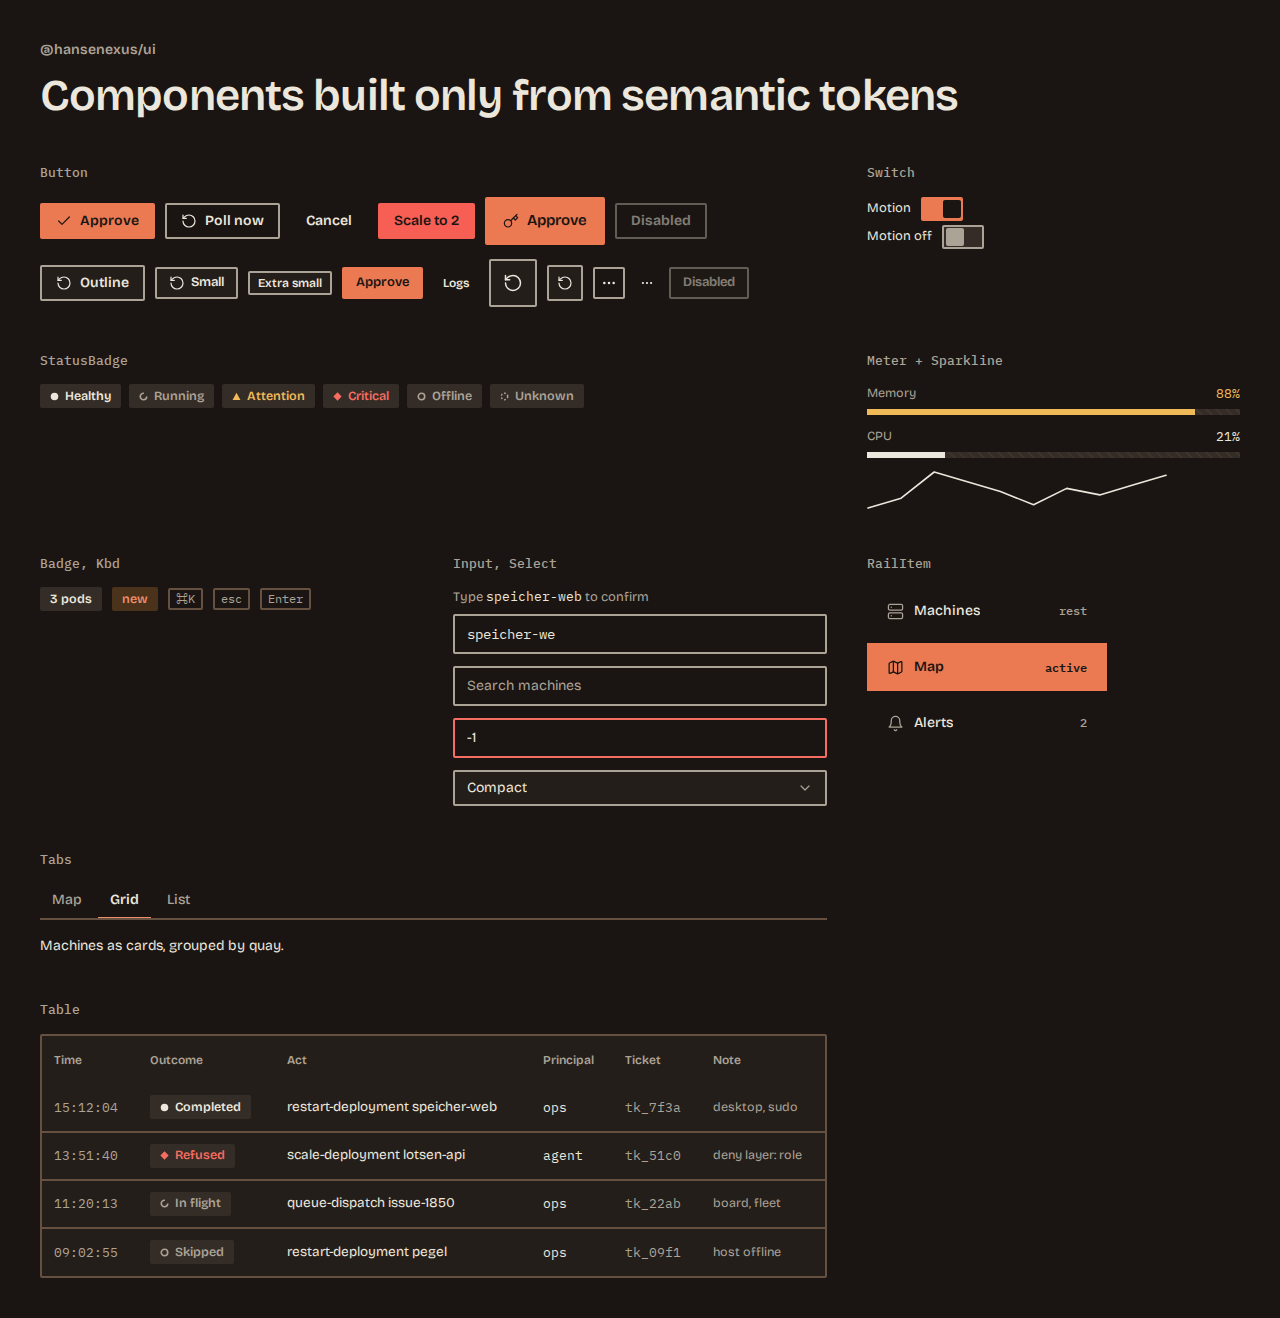 @hansenexus/ui
Components built only from semantic tokens
Button
Approve Poll now Cancel Scale to 2 Approve Disabled
Outline Small Extra small Approve Logs Disabled
Switch
Motion
Motion off
StatusBadge
Healthy Running Attention Critical Offline Unknown
Meter + Sparkline
Memory 88%
CPU 21%
Badge, Kbd
3 pods new ⌘K esc Enter
Input, Select
Type speicher-web to confirm
speicher-we
Search machines
-1
Compact
RailItem
Machines rest
Map active
Alerts 2
Tabs
Map Grid List
Machines as cards, grouped by quay.
Table
Time Outcome Act Principal Ticket Note
15:12:04 Completed restart-deployment speicher-web ops tk_7f3a desktop, sudo
13:51:40 Refused scale-deployment lotsen-api agent tk_51c0 deny layer: role
11:20:13 In flight queue-dispatch issue-1850 ops tk_22ab board, fleet
09:02:55 Skipped restart-deployment pegel ops tk_09f1 host offline